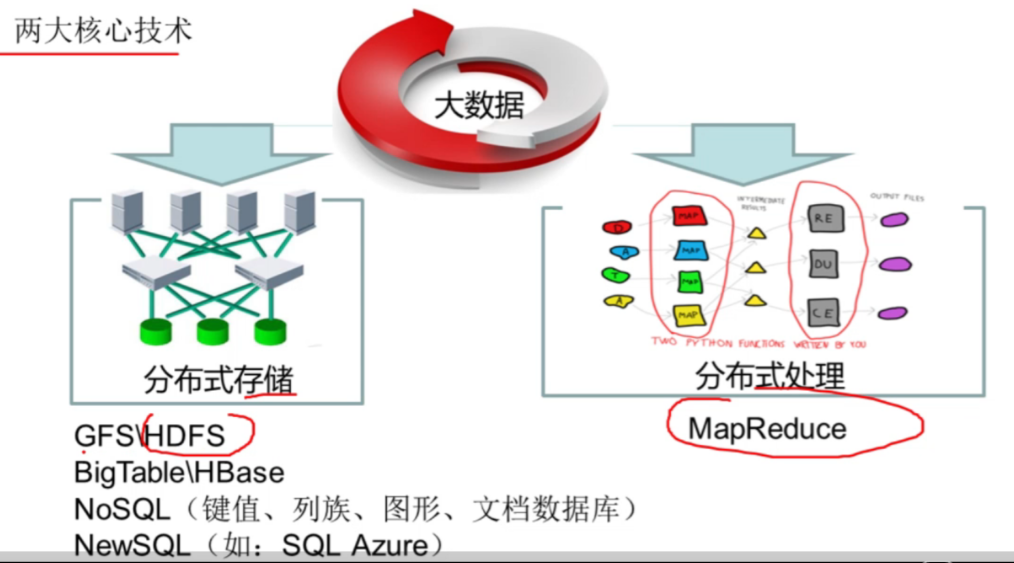 两大核心技术
大数据
INTERMEDIATE
RESULTS
OUTPUT FILES
D
MAP
RE
A
MAP
T
MAP
DU
A
MAP
CE
TWO PYTHON FUNCTIONS WRITTEN BY YOU
分布式存储
分布式处理
GFS\HDFS
MapReduce
BigTable\HBase
NoSQL（键值、列族、图形、文档数据库）
NewSQL（如：SQL Azure）